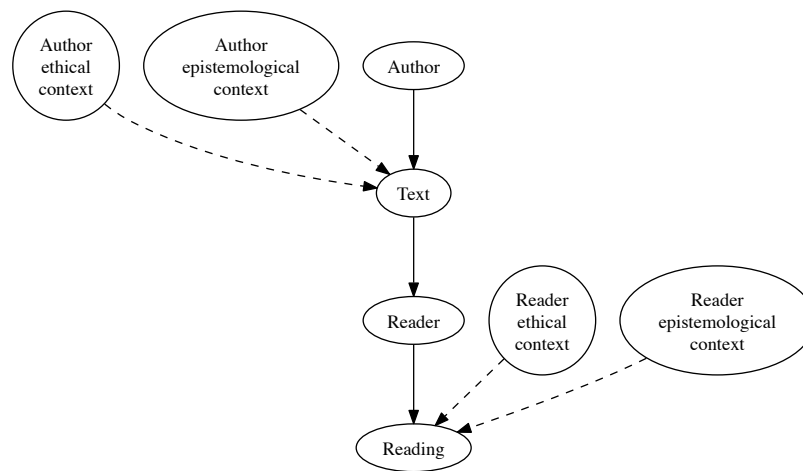 Author
ethical
context
Author
epistemological
context
Author
Text
Reader
Reader
ethical
context
Reader
epistemological
context
Reading